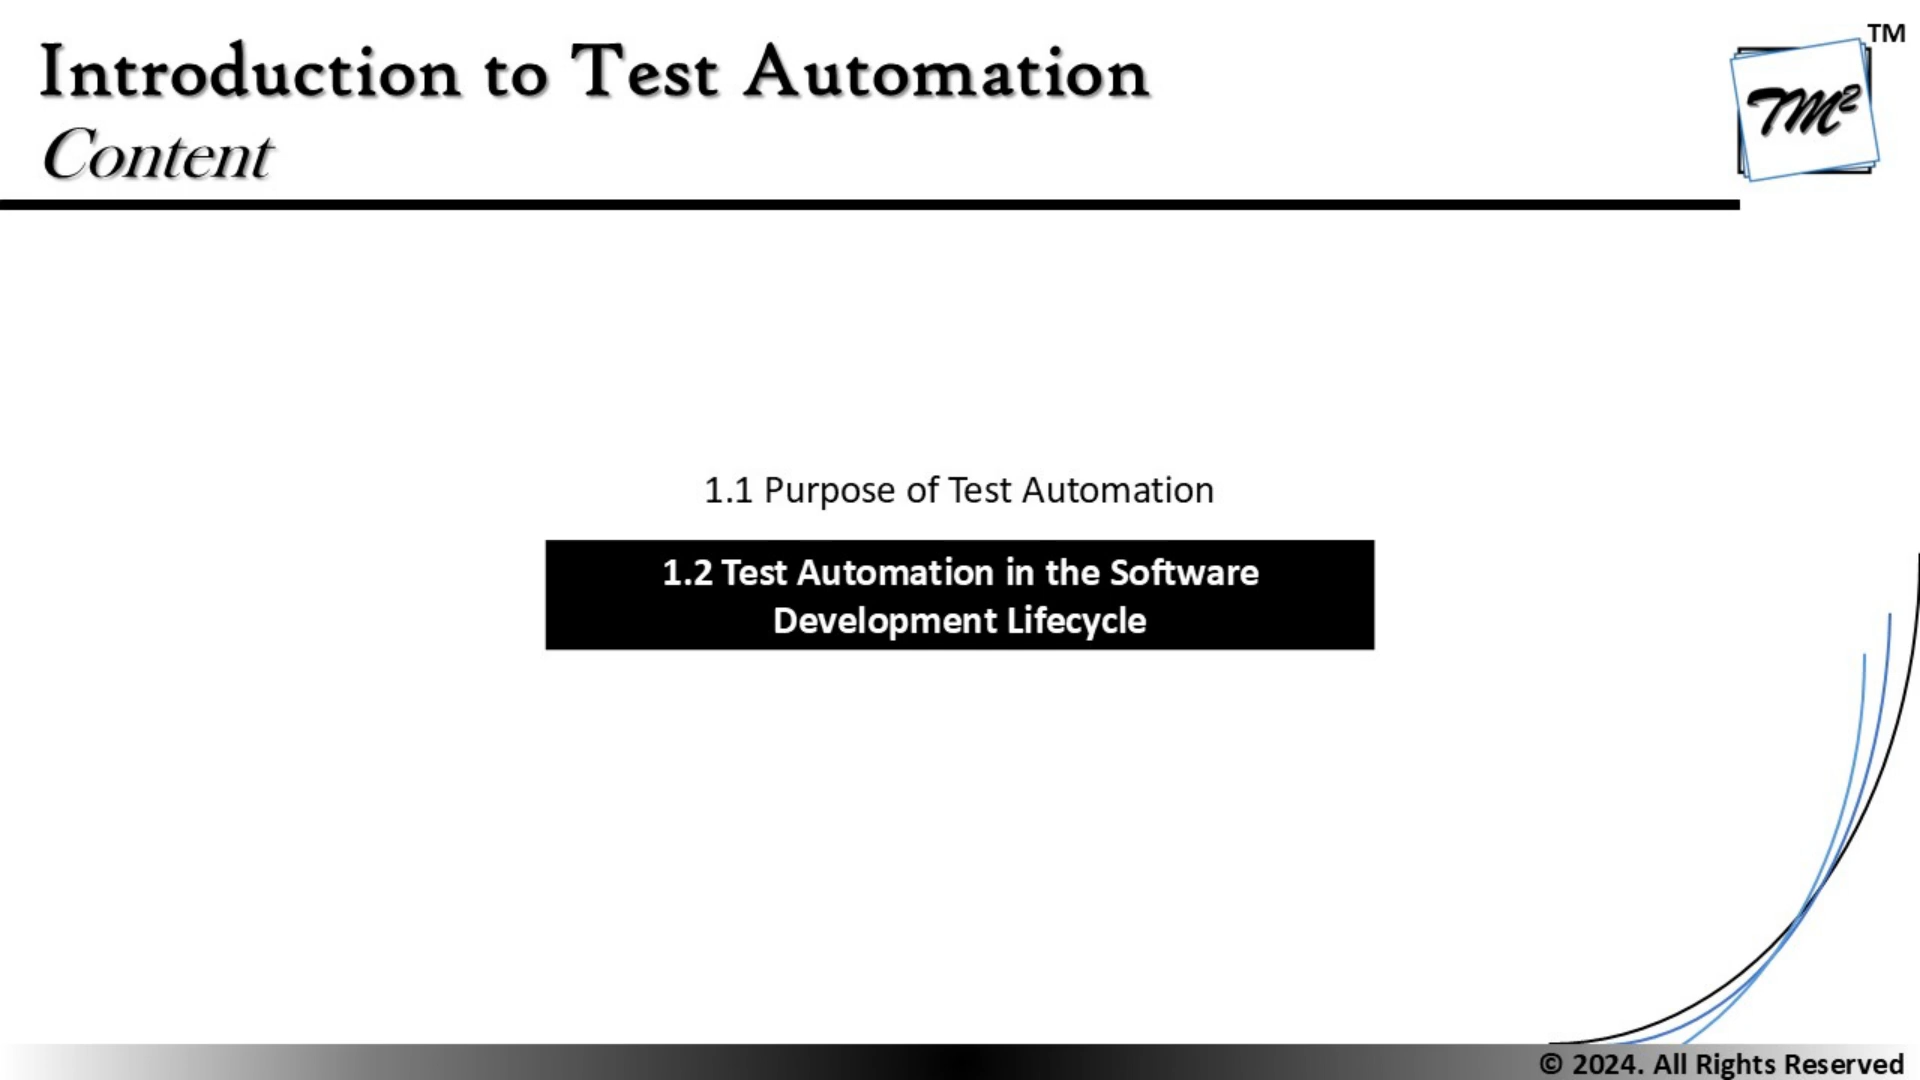 Introduction to Test Automation
TM
Content
TM²
1.1 Purpose of Test Automation
1.2 Test Automation in the Software
Development Lifecycle
© 2024. All Rights Reserved